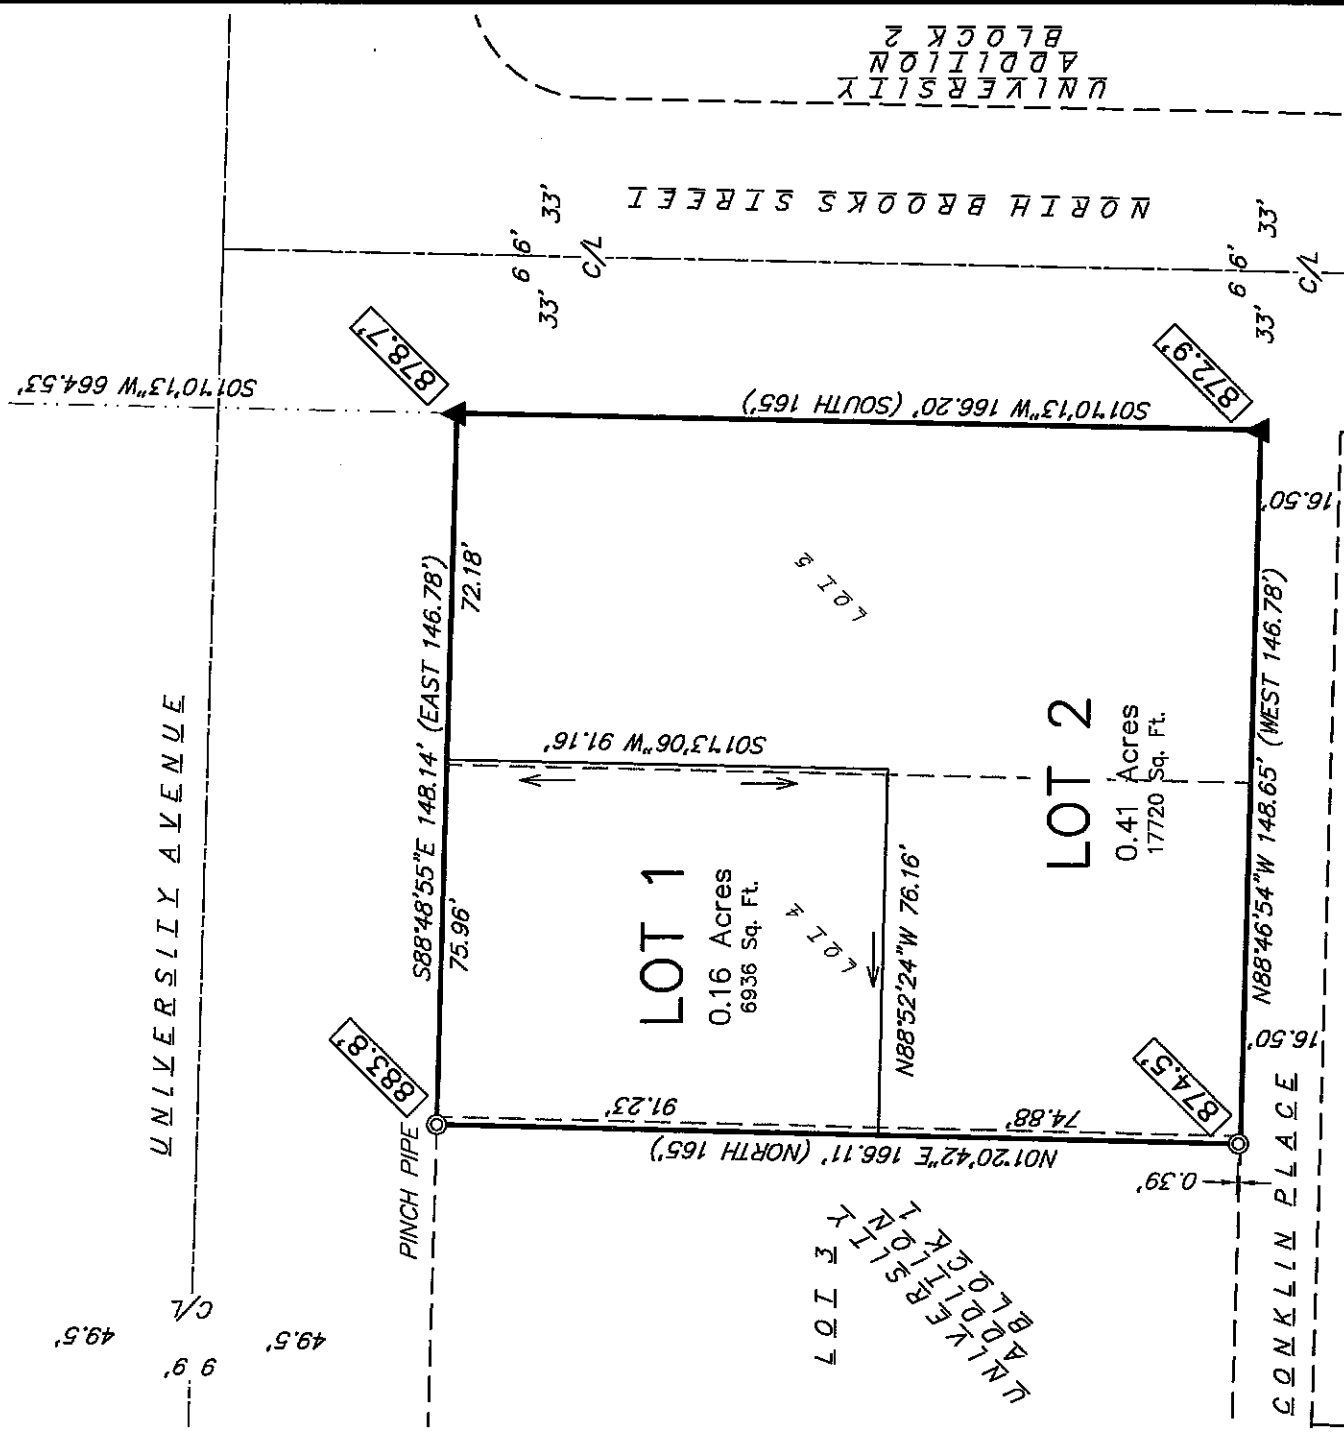 UNIVERSITY
ADDITION
BLOCK 2
NORTH BROOKS STREET
33'
6 6'
33'
C/L
33'
6 6'
33'
C/L
S01°10'13"W 664.53'
878.7'
872.9'
S01°10'13"W 166.20' (SOUTH 165')
UNIVERSITY AVENUE
S88°48'55"E 148.14' (EAST 146.78')
72.18'
75.96'
LOT 5
16.50'
S01°13'06"W 91.16'
LOT 1
0.16 Acres
6936 Sq. Ft.
LOT 4
N88°52'24"W 76.16'
LOT 2
0.41 Acres
17720 Sq. Ft.
N88°46'54"W 148.65' (WEST 146.78')
16.50'
883.8'
874.5'
PINCH PIPE
91.23'
74.88'
N01°20'42"E 166.11' (NORTH 165')
0.39'
LOT 3
UNIVERSITY
ADDITION
BLOCK 1
CONKLIN PLACE
C/L
49.5'
9 9'
49.5'